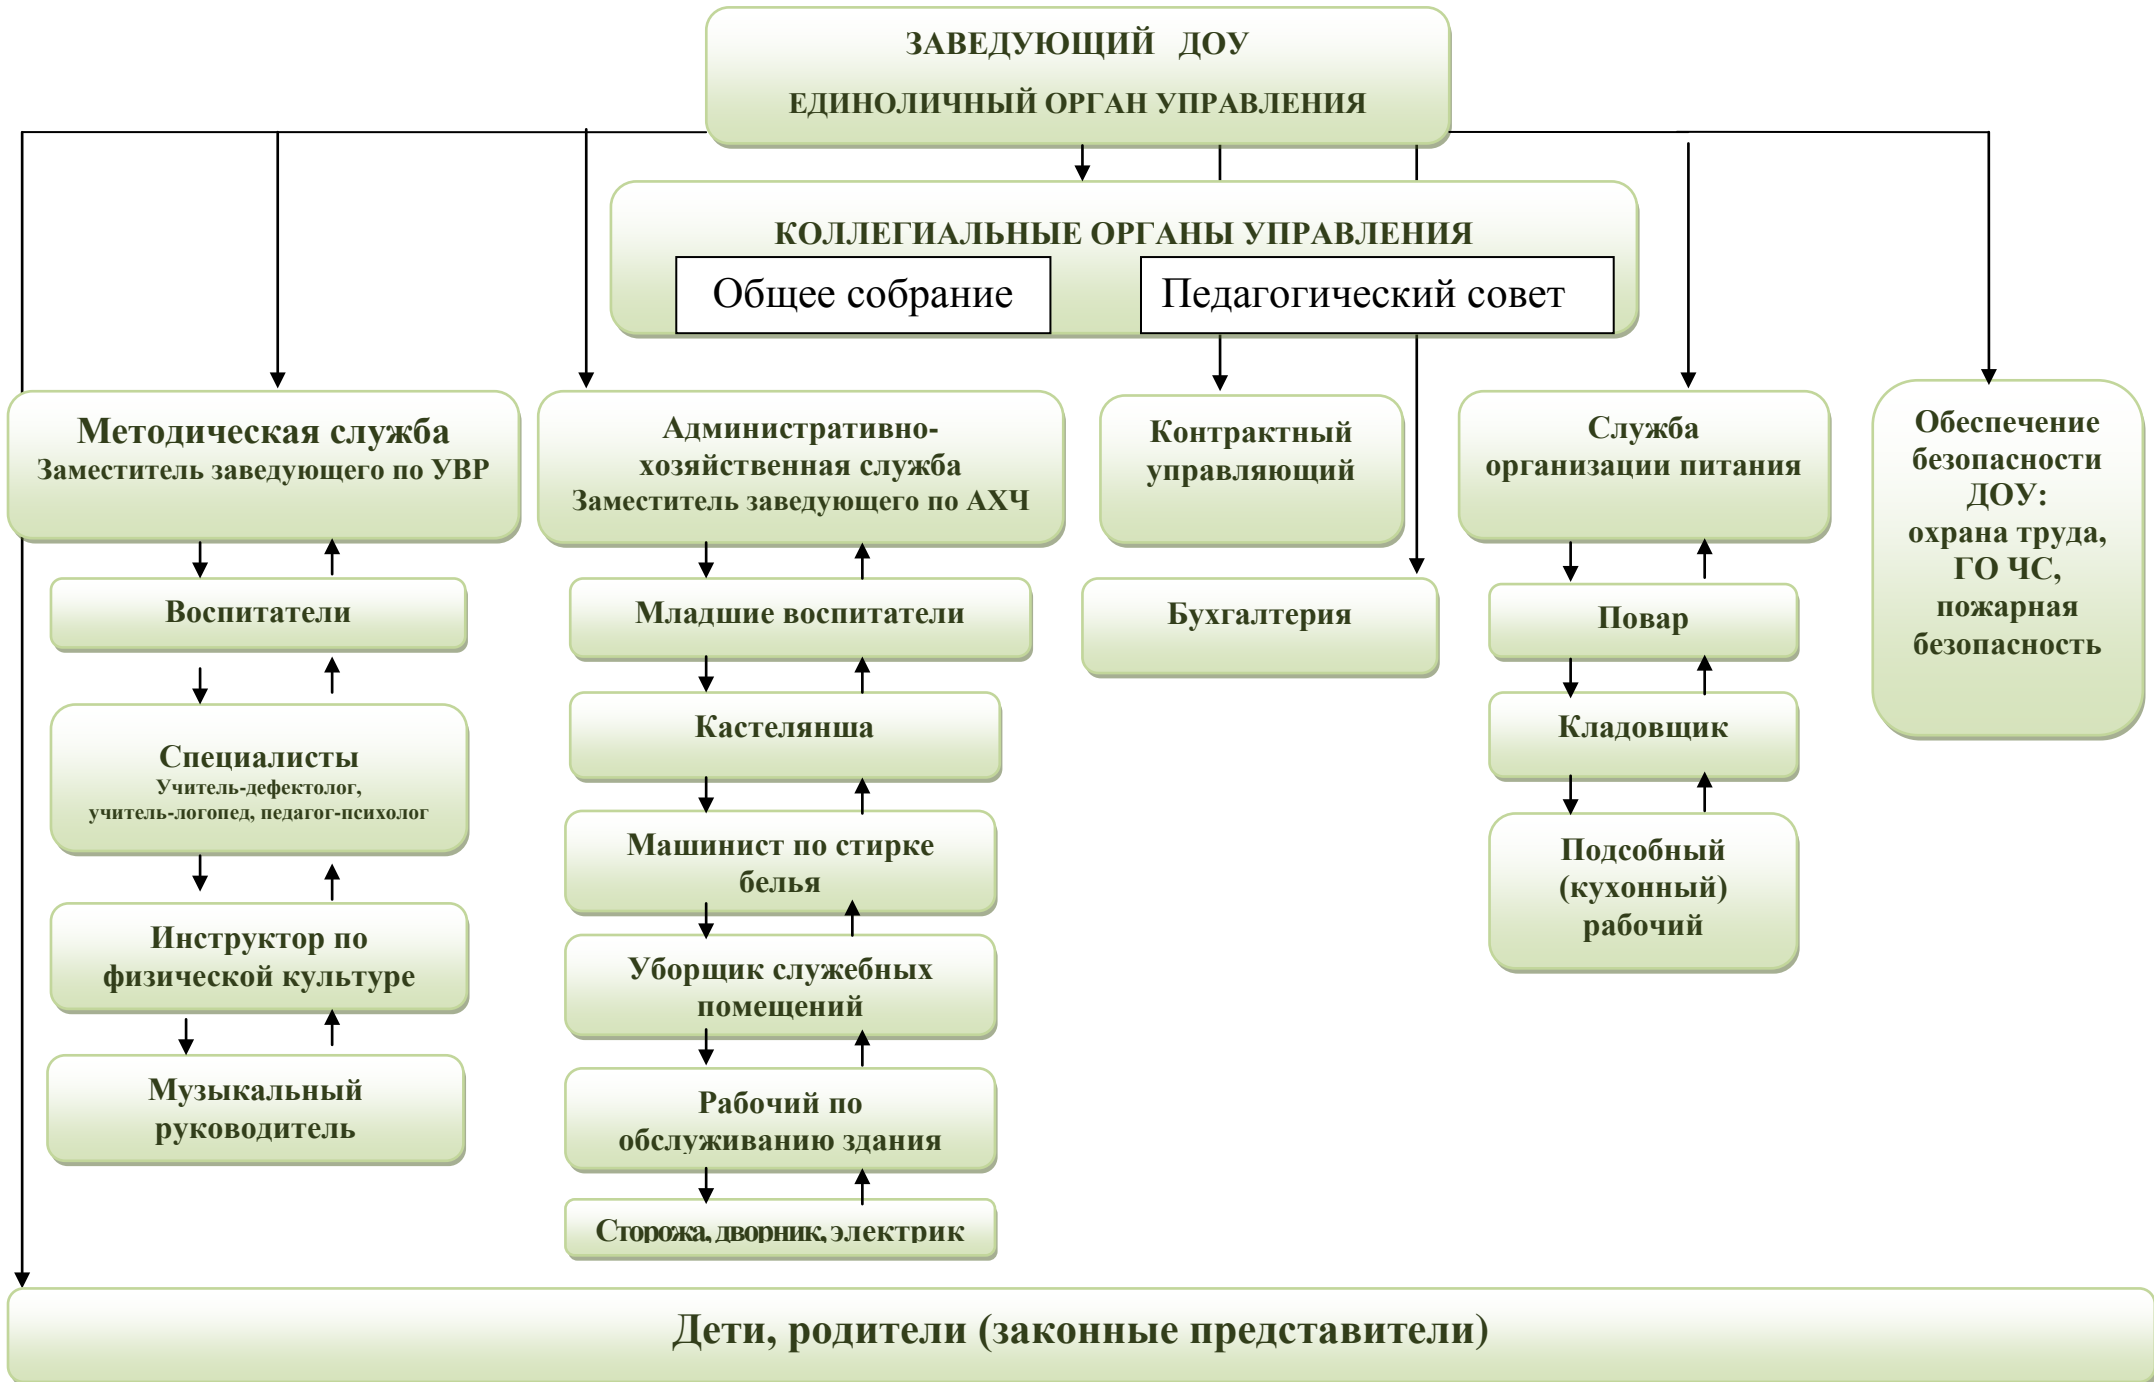 ЗАВЕДУЮЩИЙ ДОУ
ЕДИНОЛИЧНЫЙ ОРГАН УПРАВЛЕНИЯ
КОЛЛЕГИАЛЬНЫЕ ОРГАНЫ УПРАВЛЕНИЯ
Общее собрание
Педагогический совет
Методическая служба
Заместитель заведующего по УВР
Воспитатели
Специалисты
Учитель-дефектолог,
учитель-логопед, педагог-психолог
Инструктор по
физической культуре
Музыкальный
руководитель
Административно-
хозяйственная служба
Заместитель заведующего по АХЧ
Младшие воспитатели
Кастелянша
Машинист по стирке
белья
Уборщик служебных
помещений
Рабочий по
обслуживанию здания
Сторожа, дворник, электрик
Контрактный
управляющий
Бухгалтерия
Служба
организации питания
Повар
Кладовщик
Подсобный
(кухонный)
рабочий
Обеспечение
безопасности
ДОУ:
охрана труда,
ГО ЧС,
пожарная
безопасность
Дети, родители (законные представители)